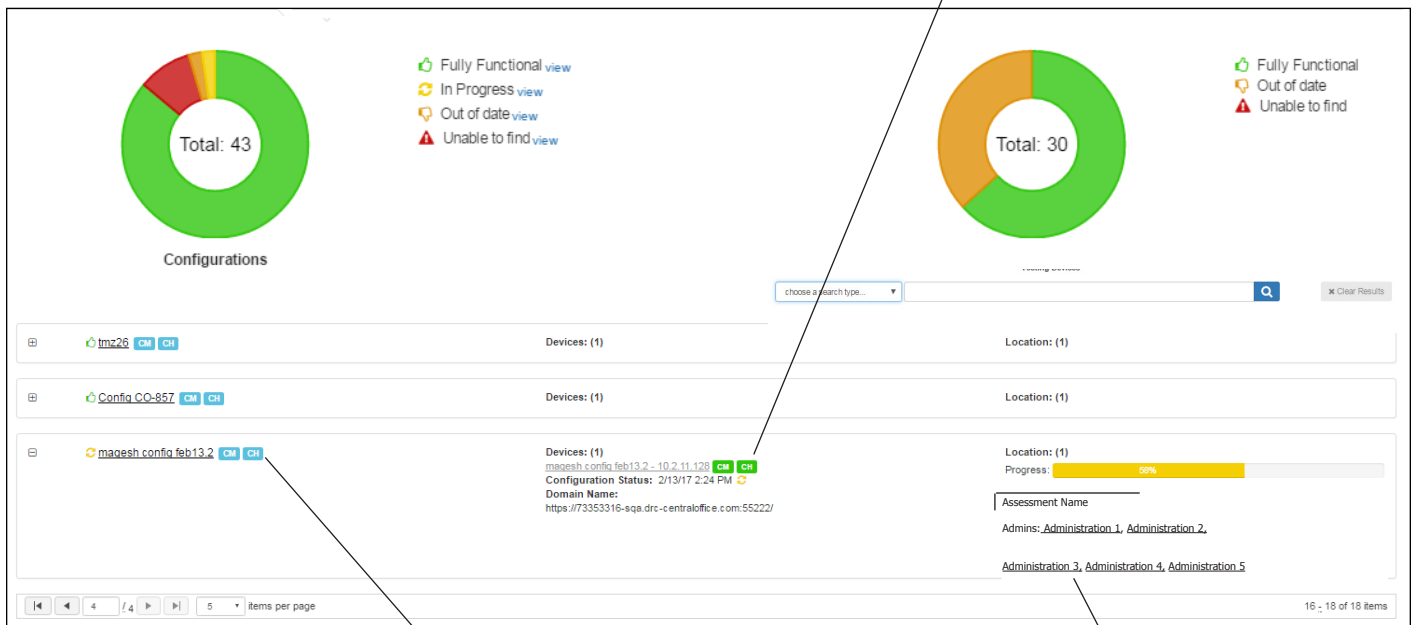 Total: 43
Fully Functional view
In Progress view
Out of date view
Unable to find view
Configurations
Total: 30
Fully Functional
Out of date
Unable to find
choose a search type...
✖ Clear Results
tmz26 CM CH
Devices: (1)
Location: (1)
Config CO-857 CM CH
Devices: (1)
Location: (1)
magesh config feb13.2 CM CH
Devices: (1)
magesh config feb13.2 - 10.2.11.128 CM CH
Configuration Status: 2/13/17 2:24 PM
Domain Name:
https://73353316-sqa.drc-centraloffice.com:55222/
Location: (1)
Progress: 58%
Assessment Name
Admins: Administration 1, Administration 2,
Administration 3, Administration 4, Administration 5
4 / 4 5 items per page
16 - 18 of 18 items